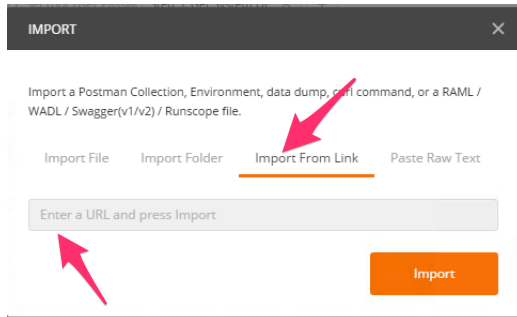 IMPORT
Import a Postman Collection, Environment, data dump, curl command, or a RAML /
WADL / Swagger(v1/v2) / Runscope file.
Import File Import Folder Import From Link Paste Raw Text
Enter a URL and press Import
Import